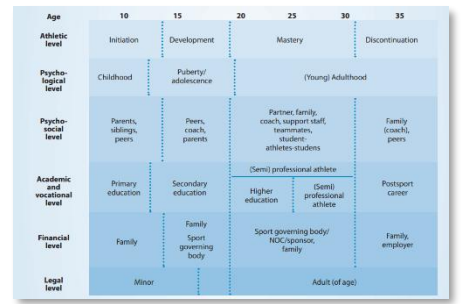 Age 10 15 20 25 30 35
Athletic level Initiation Development Mastery Discontinuation
Psycho-
logical
level
Childhood
Puberty/
adolescence
(Young) Adulthood
Psycho-
social
level
Parents,
siblings,
peers
Peers,
coach,
parents
Partner, family,
coach, support staff,
teammates,
student-
athletes-studens
Family
(coach),
peers
Academic
and
vocational
level
Primary
education
Secondary
education
(Semi) professional athlete
Higher
education
(Semi)
professional
athlete
Postsport
career
Financial
level
Family
Family
Sport
governing
body
Sport governing body/
NOC/sponsor,
family
Family,
employer
Legal
level
Minor
Adult (of age)